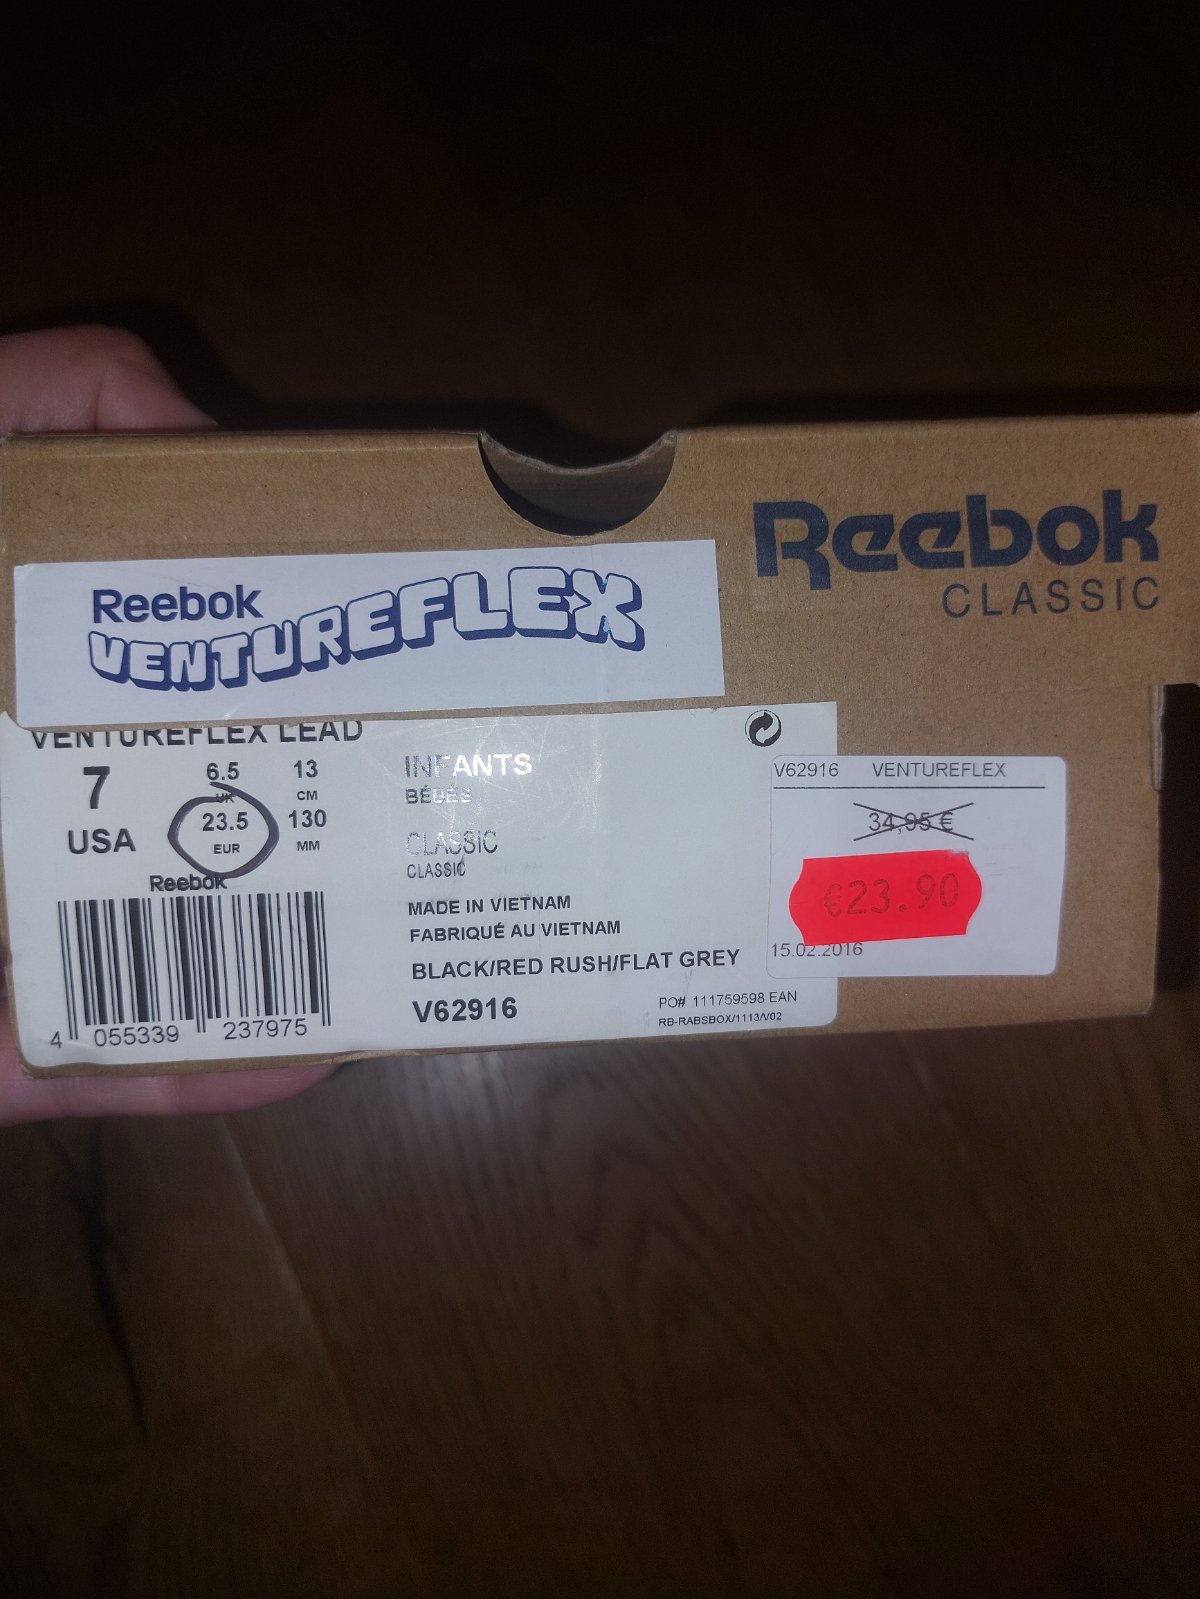 Reebok
CLASSIC
Reebok
VENTUREFLEX
VENTUREFLEX LEAD
7
USA
6.5
UK
23.5
EUR
13
CM
130
MM
Reebok
4 055339 237975
INFANTS
BÉBÉS
CLASSIC
CLASSIC
MADE IN VIETNAM
FABRIQUÉ AU VIETNAM
BLACK/RED RUSH/FLAT GREY
V62916
PO# 111759598 EAN
RB-RABSBOX/1113/V02
V62916 VENTUREFLEX
34,95 €
€23.90
15.02.2016